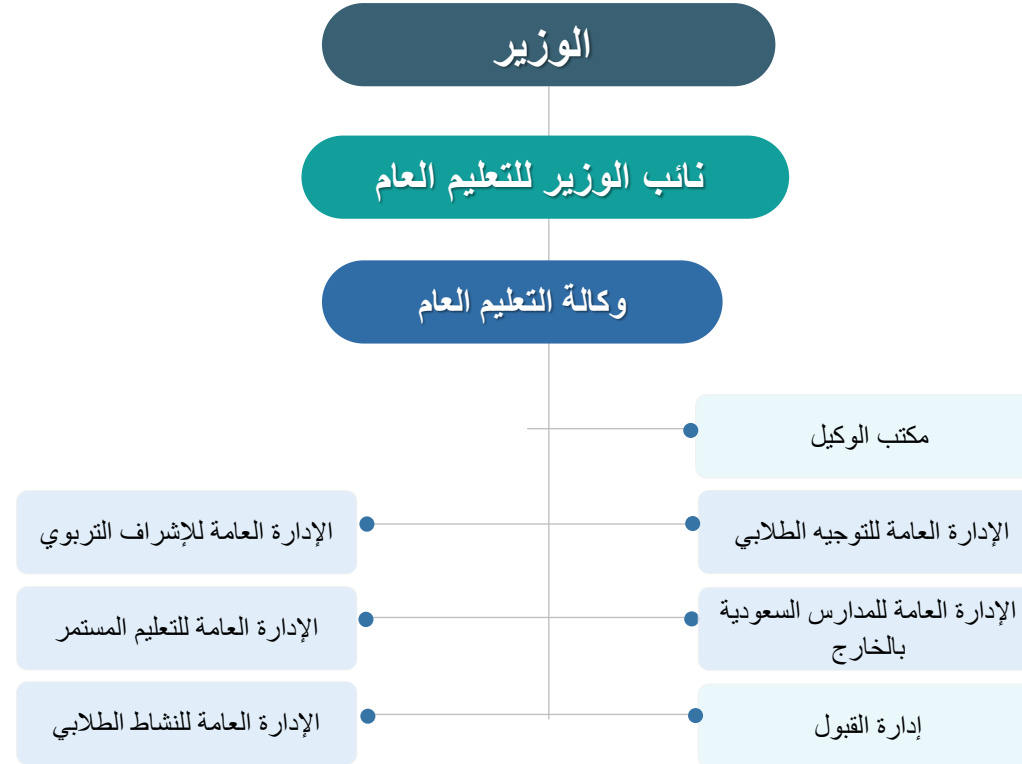 الوزير
نائب الوزير للتعليم العام
وكالة التعليم العام
مكتب الوكيل
الإدارة العامة للتوجيه الطلابي
الإدارة العامة للإشراف التربوي
الإدارة العامة للمدارس السعودية
بالخارج
الإدارة العامة للتعليم المستمر
إدارة القبول
الإدارة العامة للنشاط الطلابي